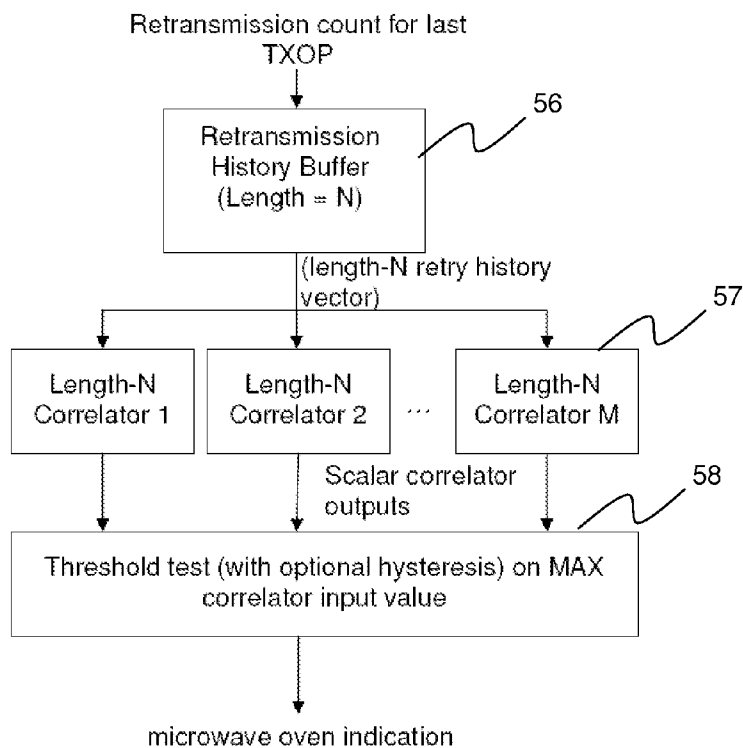 Retransmission count for last
TXOP
56
Retransmission
History Buffer
(Length = N)
(length-N retry history
vector)
57
Length-N
Correlator 1
Length-N
Correlator 2
...
Length-N
Correlator M
Scalar correlator
outputs
58
Threshold test (with optional hysteresis) on MAX
correlator input value
microwave oven indication